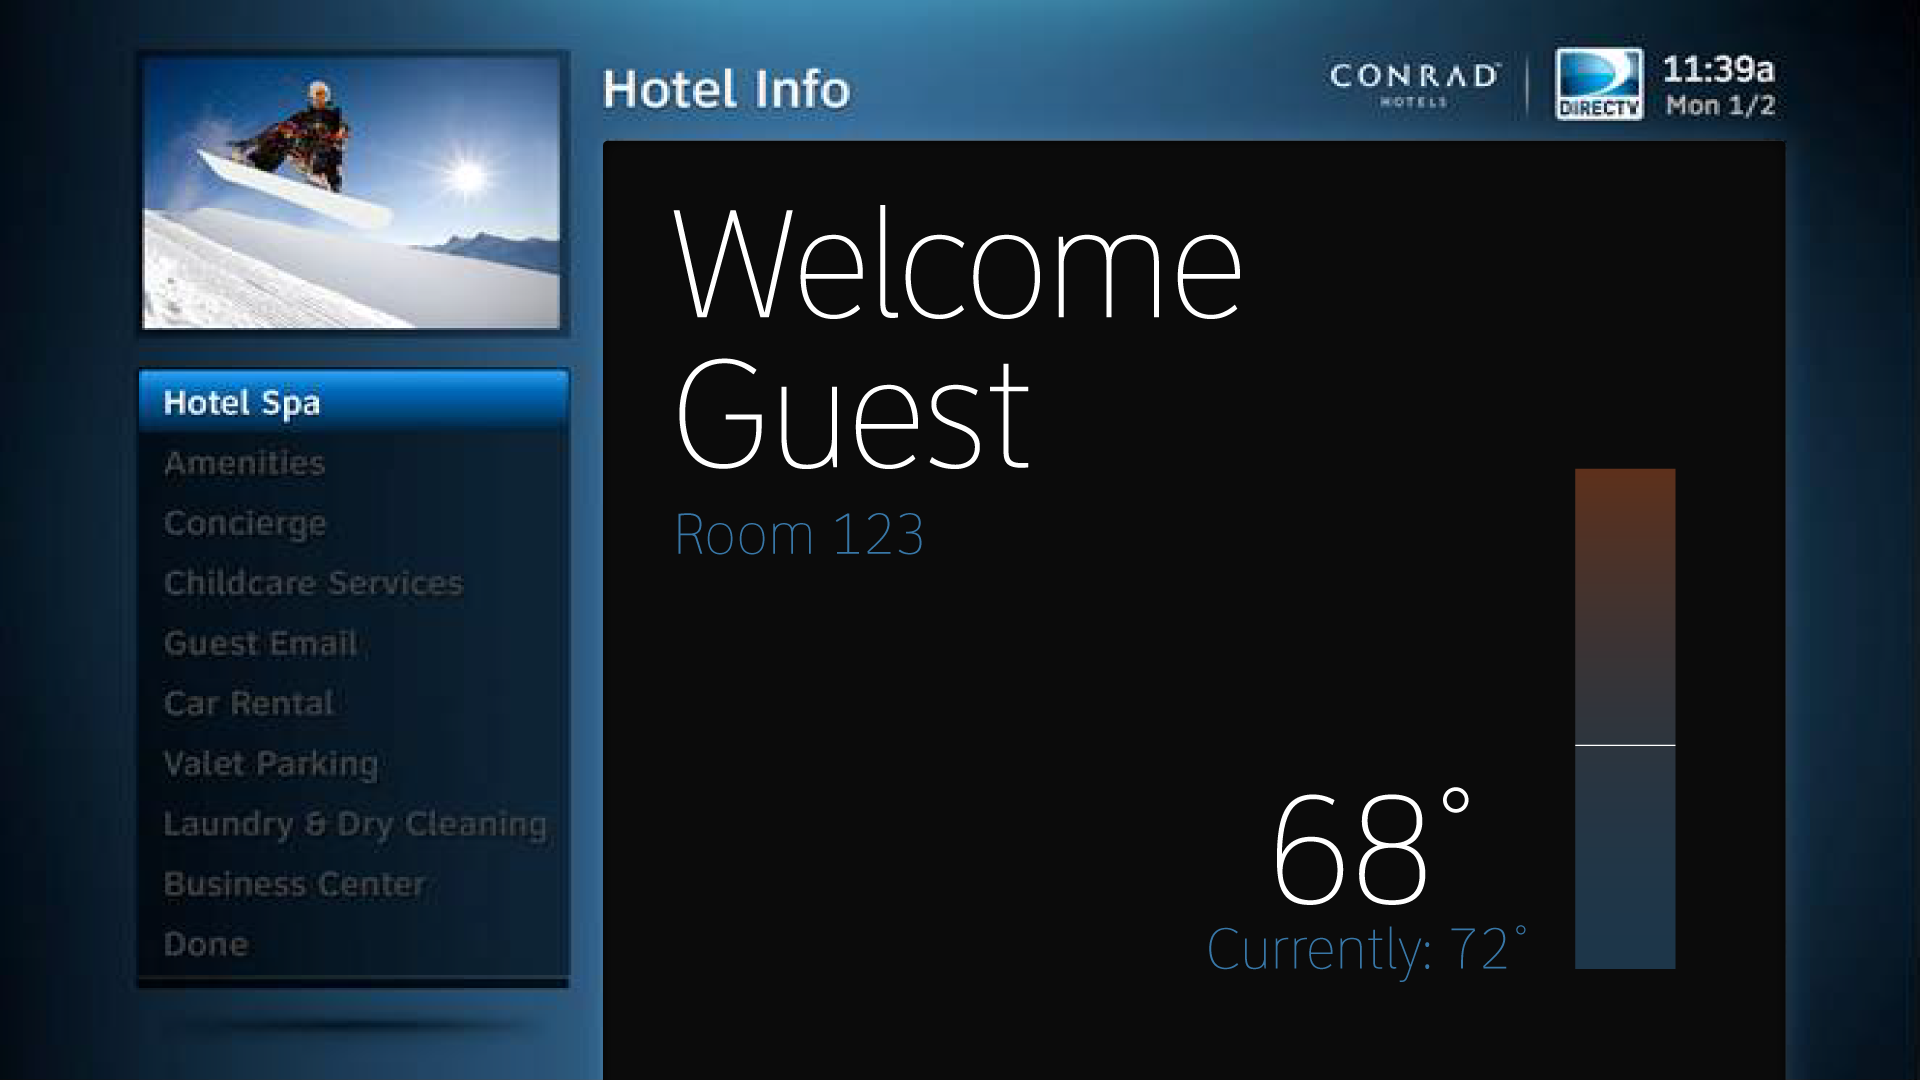 Hotel Info
CONRAD™
HOTELS
DIRECTV
11:39a
Mon 1/2
Hotel Spa
Amenities
Concierge
Childcare Services
Guest Email
Car Rental
Valet Parking
Laundry & Dry Cleaning
Business Center
Done
Welcome
Guest
Room 123
68°
Currently: 72°